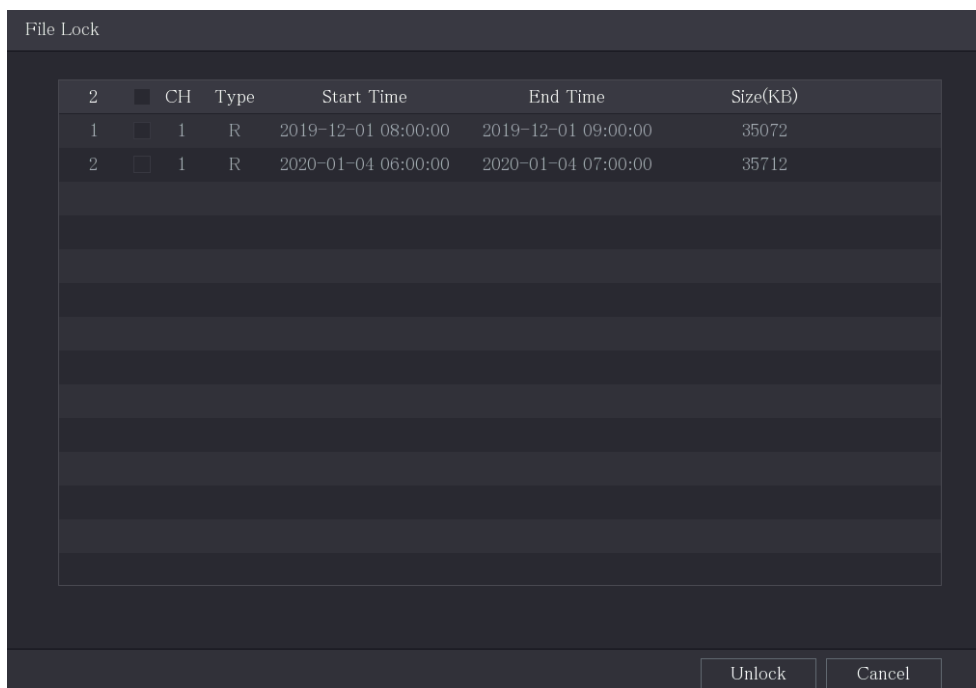 File Lock
2 CH Type Start Time End Time Size(KB)
1 1 R 2019-12-01 08:00:00 2019-12-01 09:00:00 35072
2 1 R 2020-01-04 06:00:00 2020-01-04 07:00:00 35712
Unlock Cancel